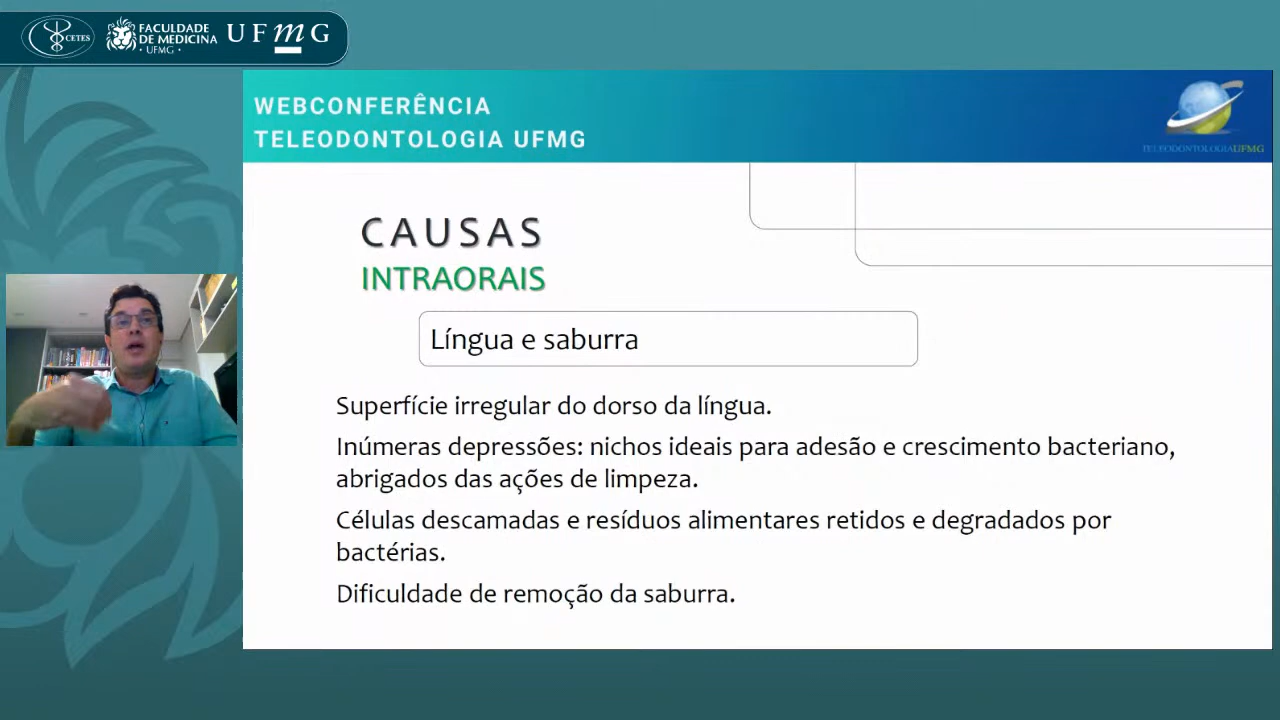 CETES
FACULDADE
DE MEDICINA
• UFMG •
UFmG
WEBCONFERÊNCIA
TELEODONTOLOGIA UFMG
TELEODONTOLOGIAUFMG
CAUSAS
INTRAORAIS
Língua e saburra
Superfície irregular do dorso da língua.
Inúmeras depressões: nichos ideais para adesão e crescimento bacteriano,
abrigados das ações de limpeza.
Células descamadas e resíduos alimentares retidos e degradados por
bactérias.
Dificuldade de remoção da saburra.